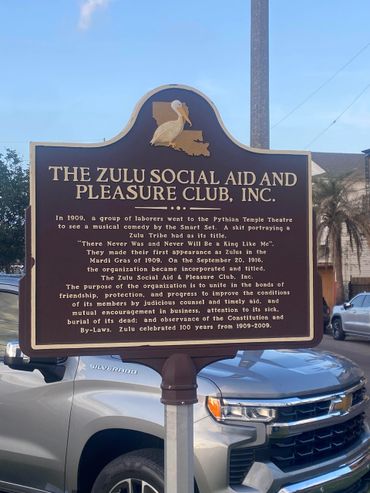 THE ZULU SOCIAL AID AND
PLEASURE CLUB, INC.
In 1909, a group of laborers went to the Pythian Temple Theatre
to see a musical comedy by the Smart Set. A skit portraying a
Zulu Tribe had as its title,
"There Never Was and Never Will Be a King Like Me".
They made their first appearance as Zulus in the
Mardi Gras of 1909. On the September 20, 1916,
the organization became incorporated and titled,
The Zulu Social Aid & Pleasure Club, Inc.
The purpose of the organization is to unite in the bonds of
friendship, protection, and progress to improve the conditions
of its members by judicious counsel and timely aid, and
mutual encouragement in business, attention to its sick,
burial of its dead; and observance of the Constitution and
By-Laws. Zulu celebrated 100 years from 1909-2009.
SILVERADO